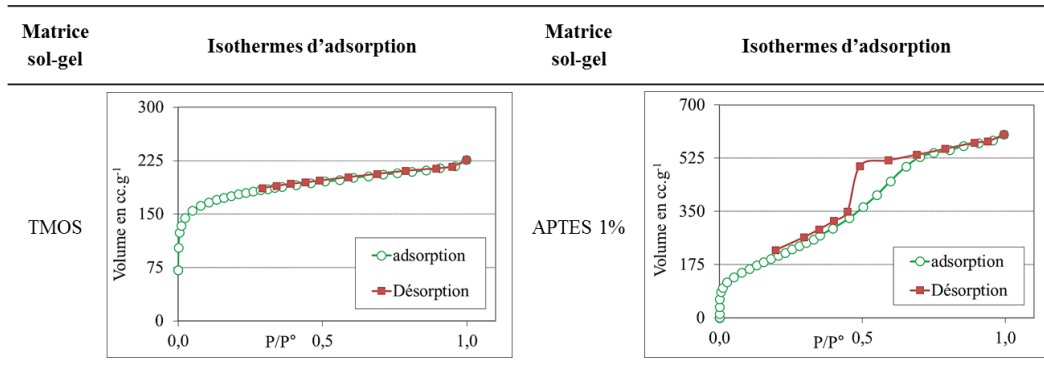 Matrice
sol-gel
Isothermes d’adsorption
Matrice
sol-gel
Isothermes d’adsorption
TMOS
Volume en cc.g-1
300
225
150
75
0
0,0
0,5
1,0
P/P°
adsorption
Désorption
APTES 1%
Volume en cc.g-1
700
525
350
175
0
0,0
0,5
1,0
P/P°
adsorption
Désorption